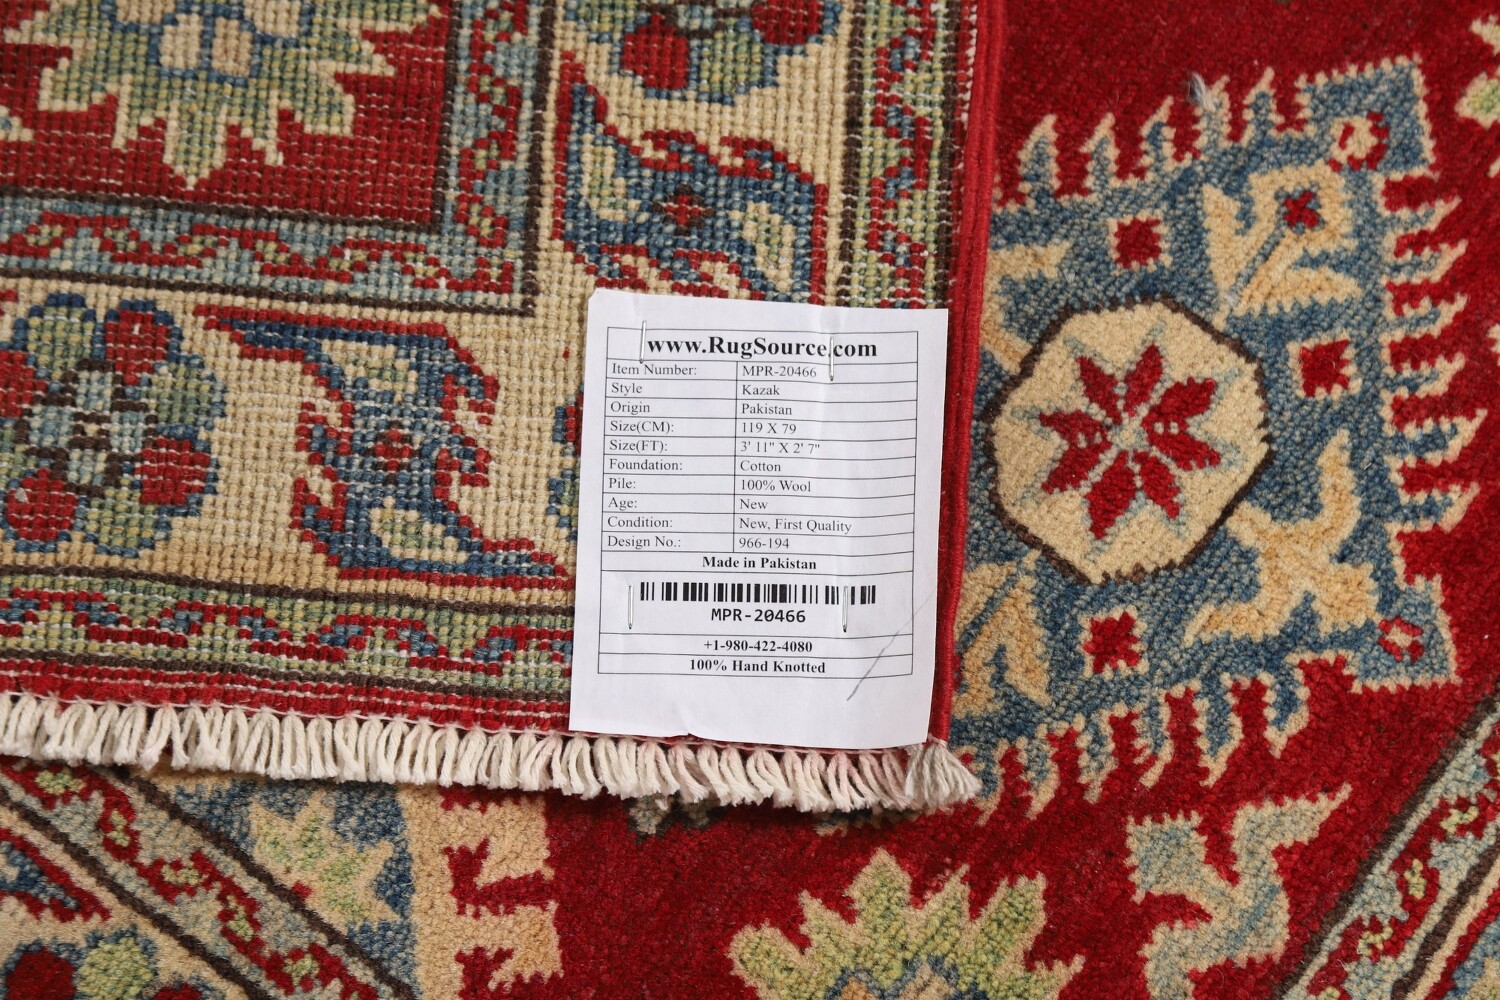 www.RugSource.com
Item Number: MPR-20466
Style Kazak
Origin Pakistan
Size(CM): 119 X 79
Size(FT): 3' 11" X 2' 7"
Foundation: Cotton
Pile: 100% Wool
Age: New
Condition: New, First Quality
Design No.: 966-194
Made in Pakistan
MPR-20466
+1-980-422-4080
100% Hand Knotted